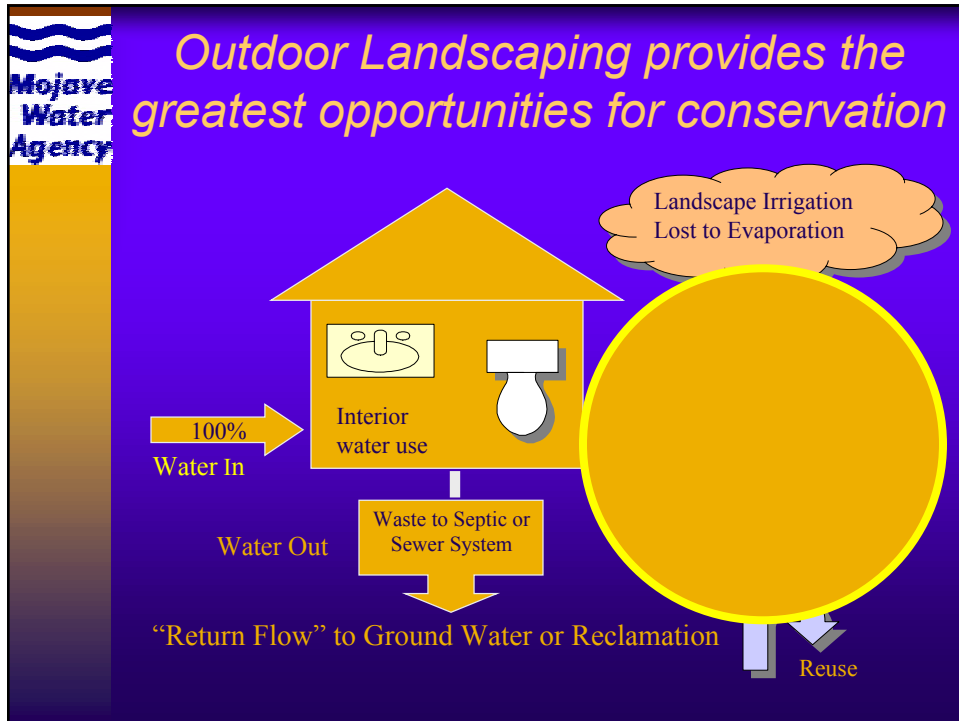 Mojave
Water
Agency
Outdoor Landscaping provides the
greatest opportunities for conservation
Landscape Irrigation
Lost to Evaporation
Interior
water use
100%
Water In
Waste to Septic or
Sewer System
Water Out
“Return Flow” to Ground Water or Reclamation
Reuse